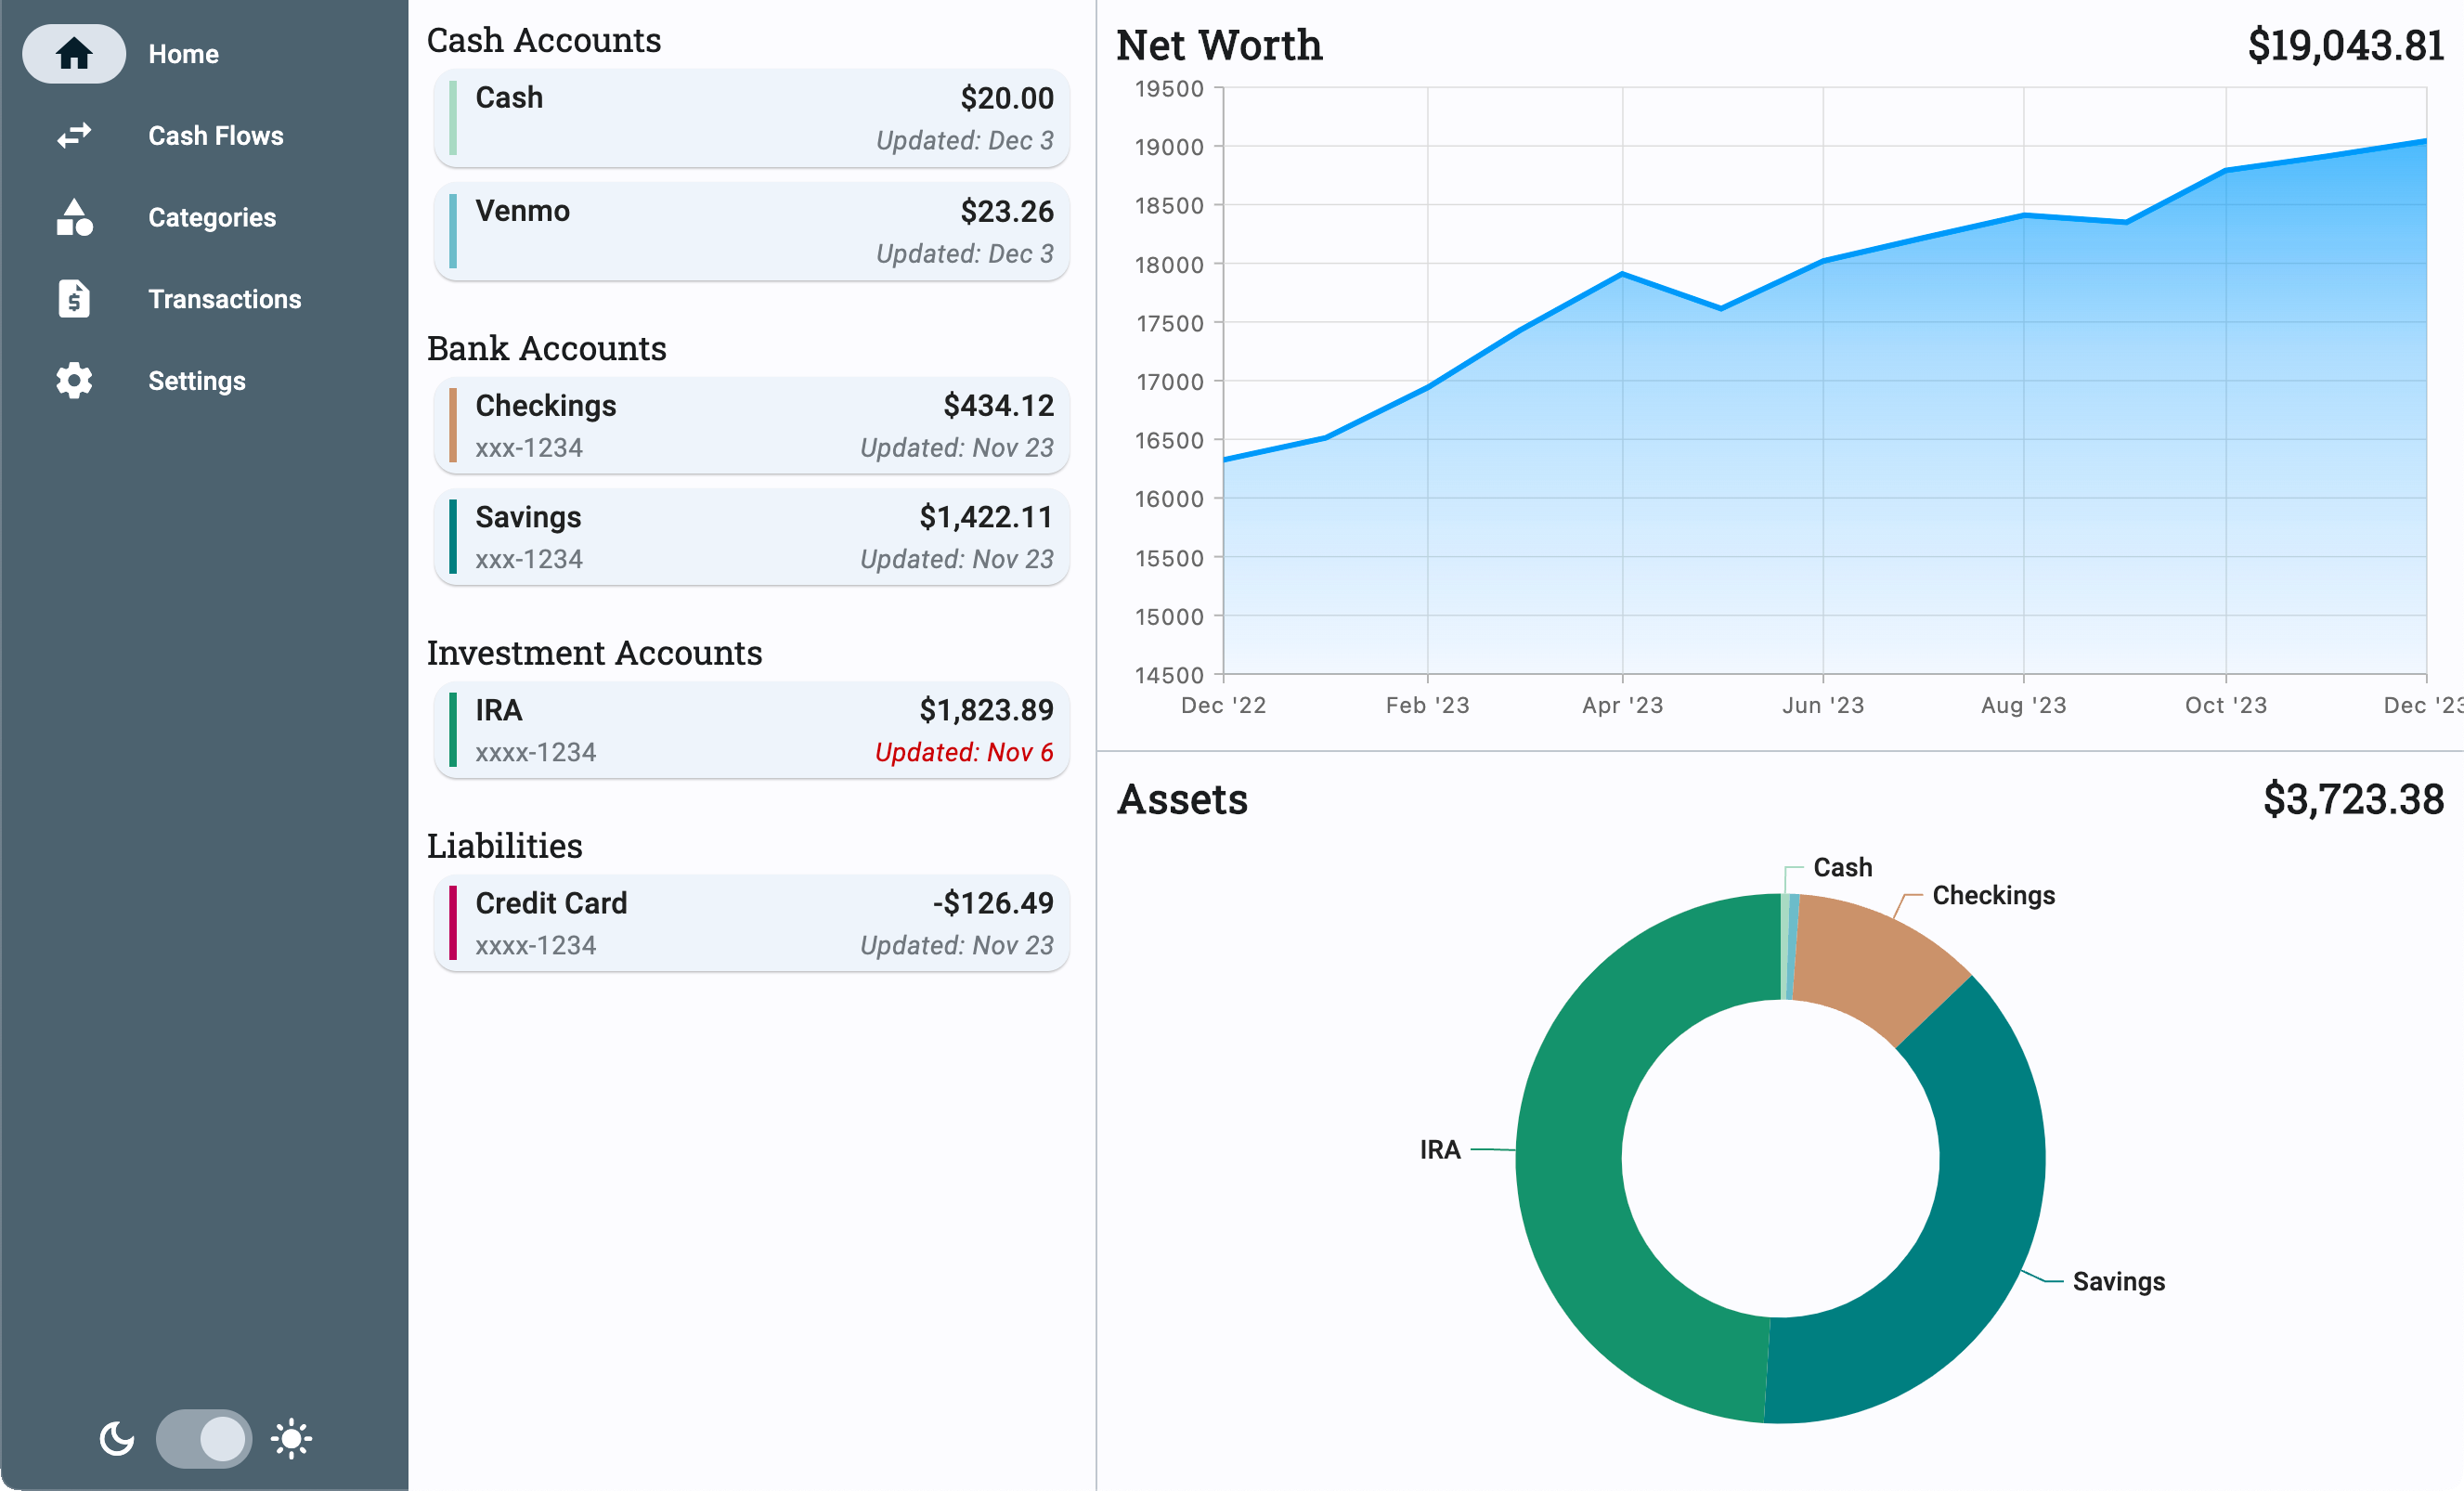 Home
Cash Flows
Categories
Transactions
Settings
Cash Accounts
Cash $20.00
Updated: Dec 3
Venmo $23.26
Updated: Dec 3
Bank Accounts
Checkings $434.12
xxx-1234 Updated: Nov 23
Savings $1,422.11
xxx-1234 Updated: Nov 23
Investment Accounts
IRA $1,823.89
xxxx-1234 Updated: Nov 6
Liabilities
Credit Card -$126.49
xxxx-1234 Updated: Nov 23
Net Worth $19,043.81
19500
19000
18500
18000
17500
17000
16500
16000
15500
15000
14500
Dec '22 Feb '23 Apr '23 Jun '23 Aug '23 Oct '23 Dec '23
Assets $3,723.38
Cash
Checkings
IRA
Savings